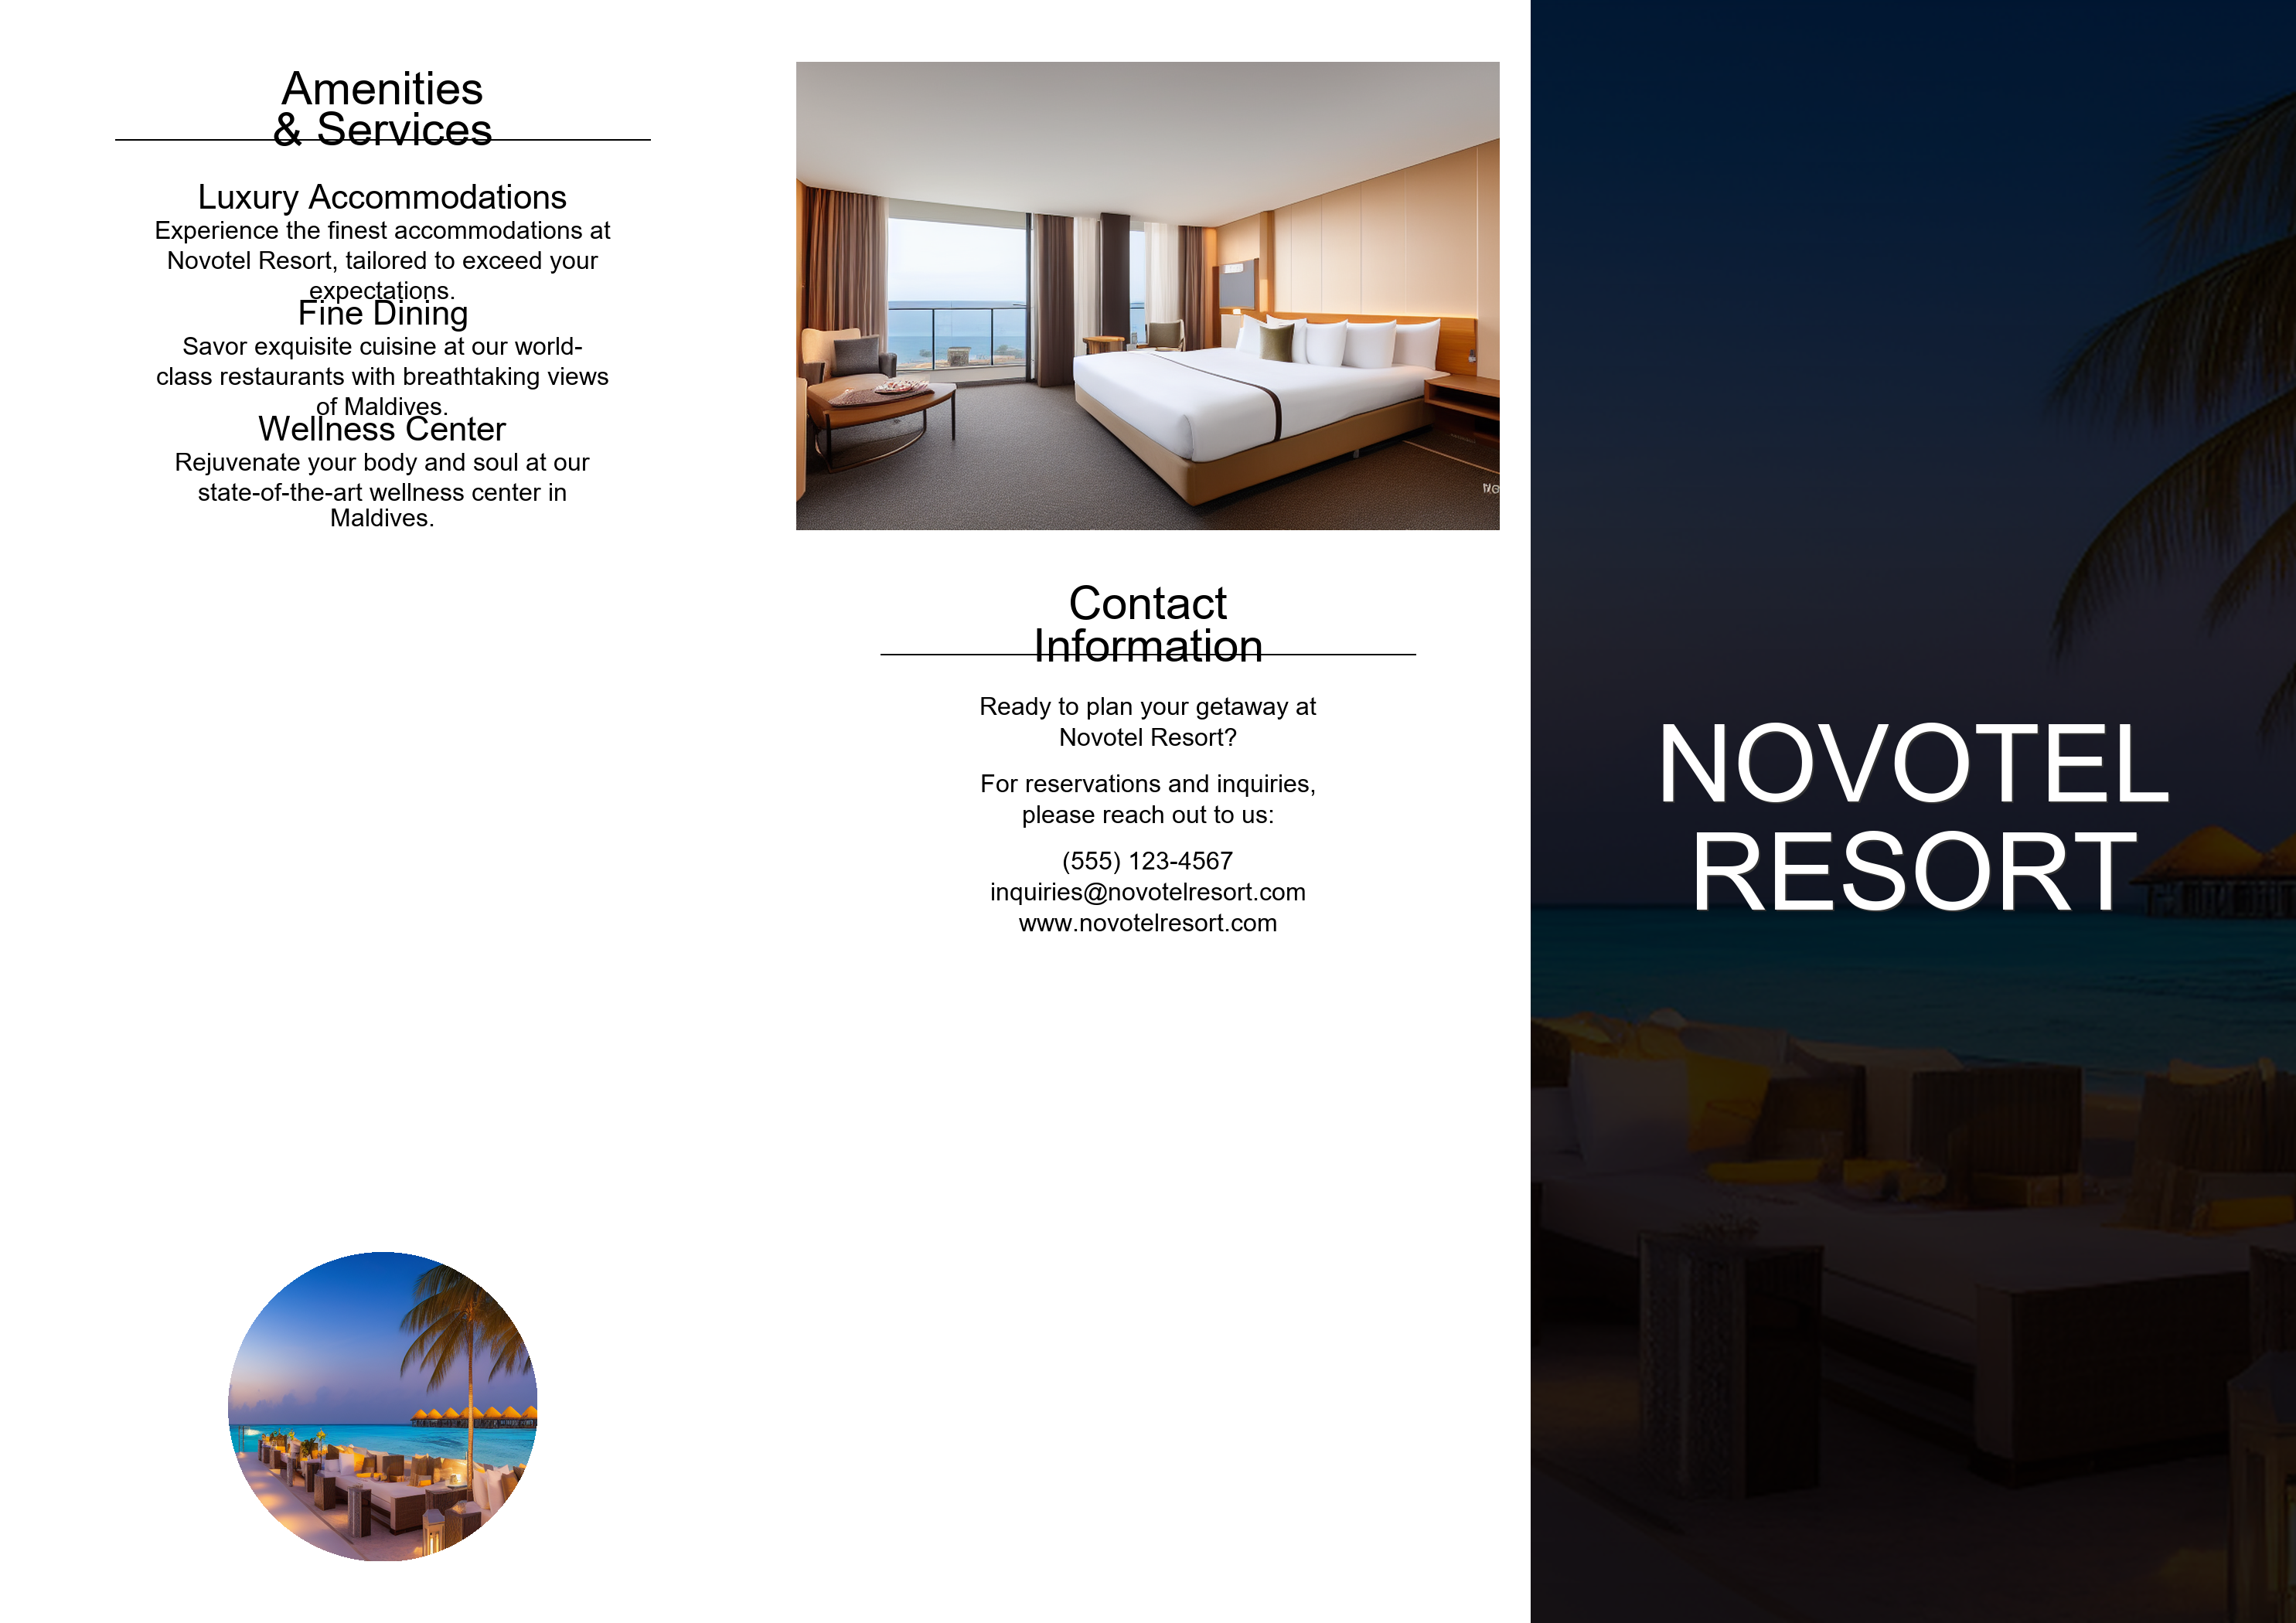 Amenities
& Services
Luxury Accommodations
Experience the finest accommodations at
Novotel Resort, tailored to exceed your
expectations.
Fine Dining
Savor exquisite cuisine at our world-
class restaurants with breathtaking views
of Maldives.
Wellness Center
Rejuvenate your body and soul at our
state-of-the-art wellness center in
Maldives.
Contact
Information
Ready to plan your getaway at
Novotel Resort?
For reservations and inquiries,
please reach out to us:
(555) 123-4567
inquiries@novotelresort.com
www.novotelresort.com
NOVOTEL
RESORT